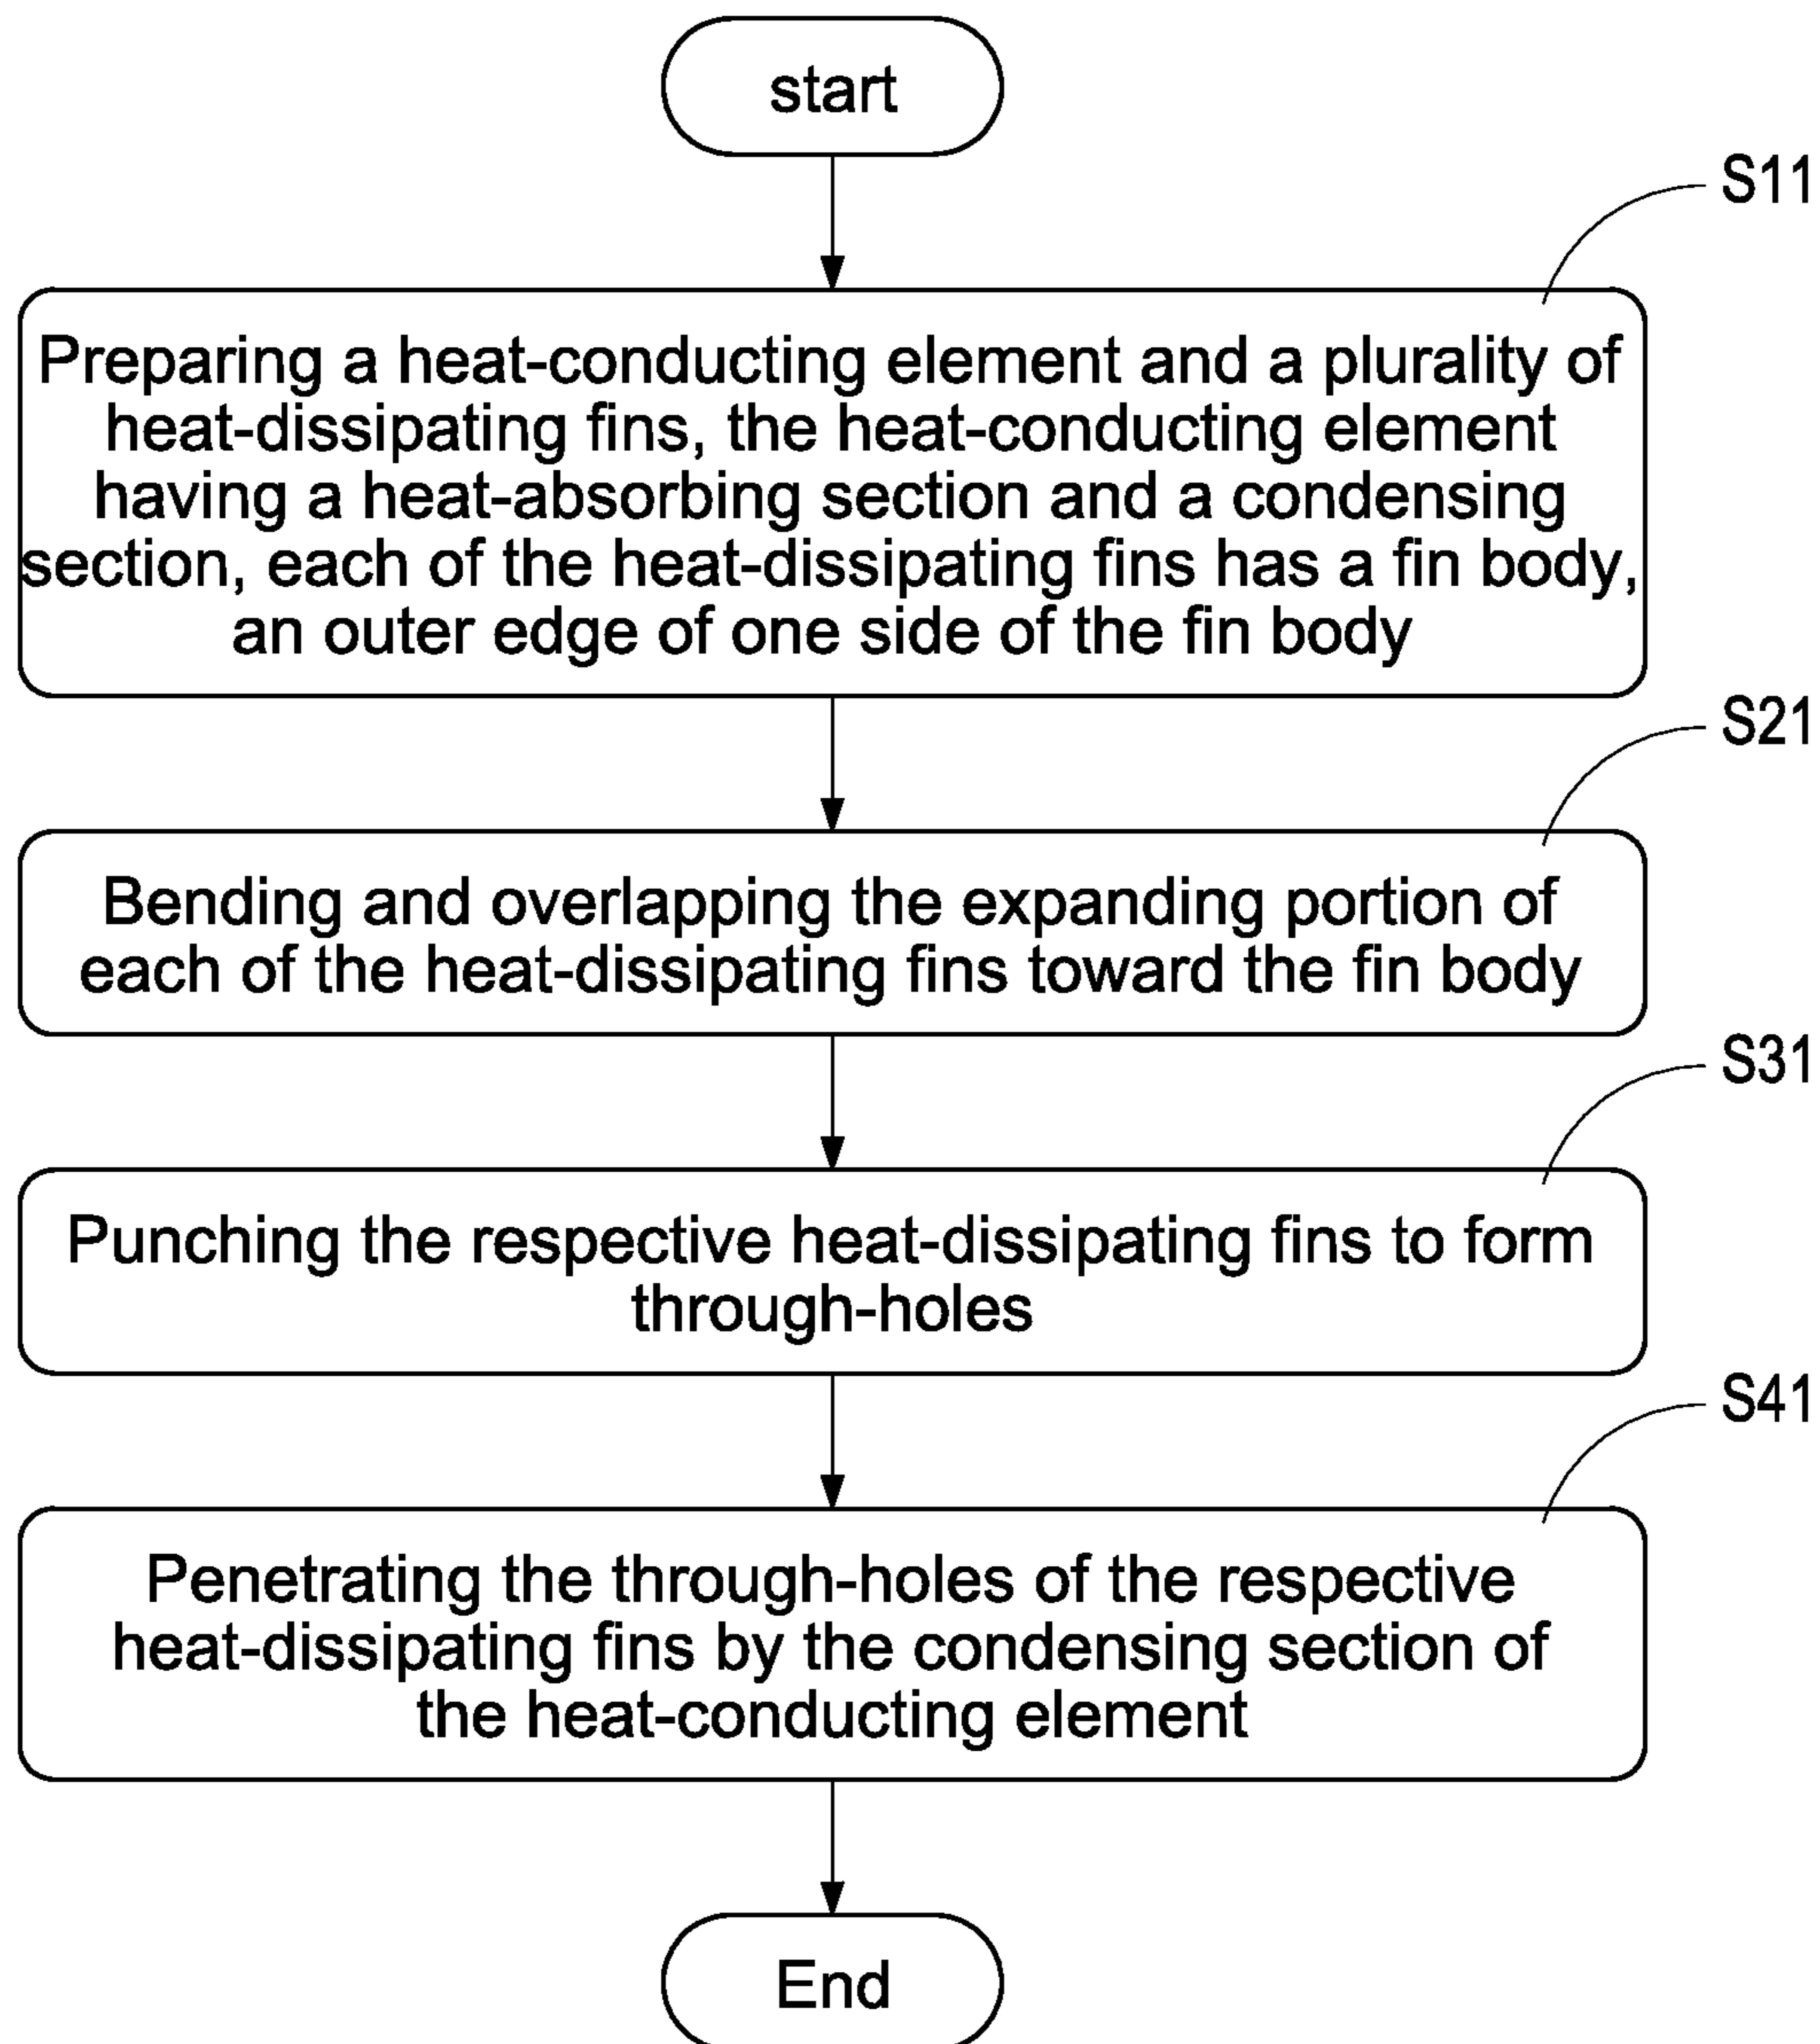 start
S11
Preparing a heat-conducting element and a plurality of
heat-dissipating fins, the heat-conducting element
having a heat-absorbing section and a condensing
section, each of the heat-dissipating fins has a fin body,
an outer edge of one side of the fin body
S21
Bending and overlapping the expanding portion of
each of the heat-dissipating fins toward the fin body
S31
Punching the respective heat-dissipating fins to form
through-holes
S41
Penetrating the through-holes of the respective
heat-dissipating fins by the condensing section of
the heat-conducting element
End